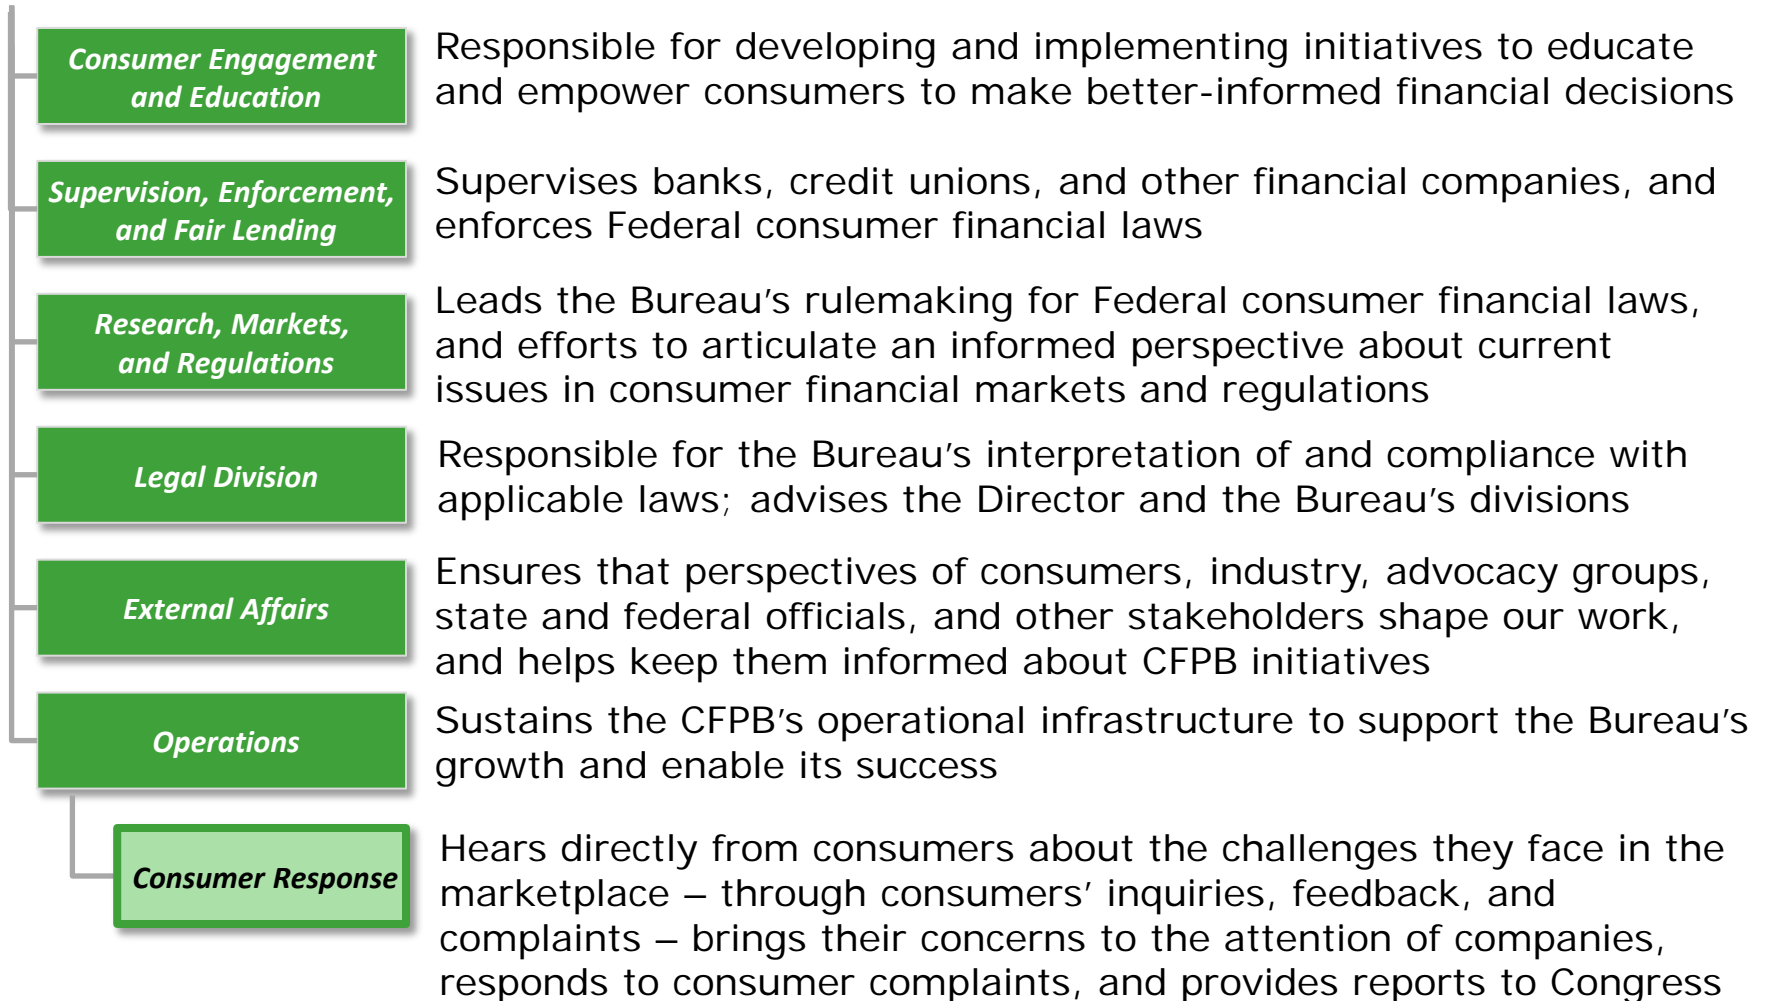 Consumer Engagement
and Education
Responsible for developing and implementing initiatives to educate
and empower consumers to make better-informed financial decisions
Supervision, Enforcement,
and Fair Lending
Supervises banks, credit unions, and other financial companies, and
enforces Federal consumer financial laws
Research, Markets,
and Regulations
Leads the Bureau’s rulemaking for Federal consumer financial laws,
and efforts to articulate an informed perspective about current
issues in consumer financial markets and regulations
Legal Division
Responsible for the Bureau’s interpretation of and compliance with
applicable laws; advises the Director and the Bureau’s divisions
External Affairs
Ensures that perspectives of consumers, industry, advocacy groups,
state and federal officials, and other stakeholders shape our work,
and helps keep them informed about CFPB initiatives
Operations
Sustains the CFPB’s operational infrastructure to support the Bureau’s
growth and enable its success
Consumer Response
Hears directly from consumers about the challenges they face in the
marketplace – through consumers’ inquiries, feedback, and
complaints – brings their concerns to the attention of companies,
responds to consumer complaints, and provides reports to Congress